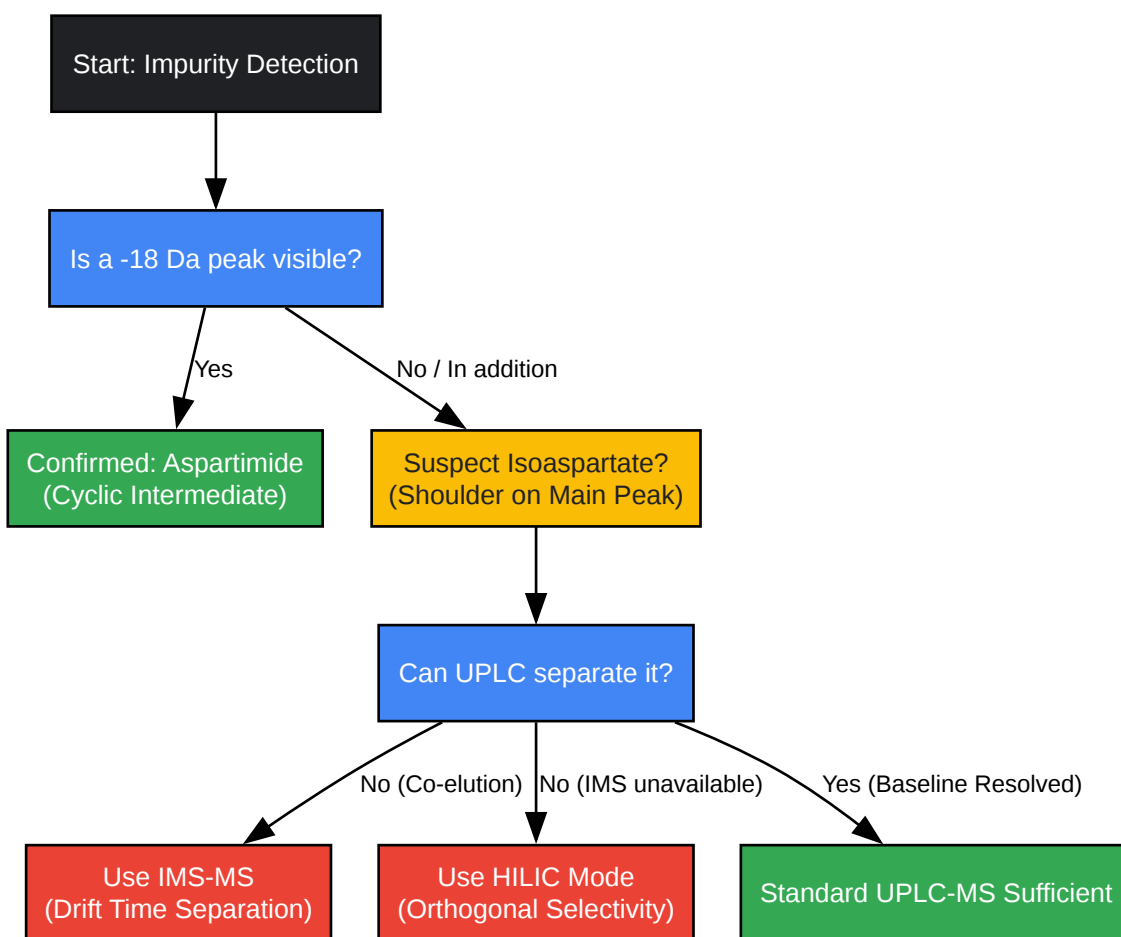 Start: Impurity Detection
Is a -18 Da peak visible?
Yes
No / In addition
Confirmed: Aspartimide
(Cyclic Intermediate)
Suspect Isoaspartate?
(Shoulder on Main Peak)
Can UPLC separate it?
No (Co-elution)
No (IMS unavailable)
Yes (Baseline Resolved)
Use IMS-MS
(Drift Time Separation)
Use HILIC Mode
(Orthogonal Selectivity)
Standard UPLC-MS Sufficient